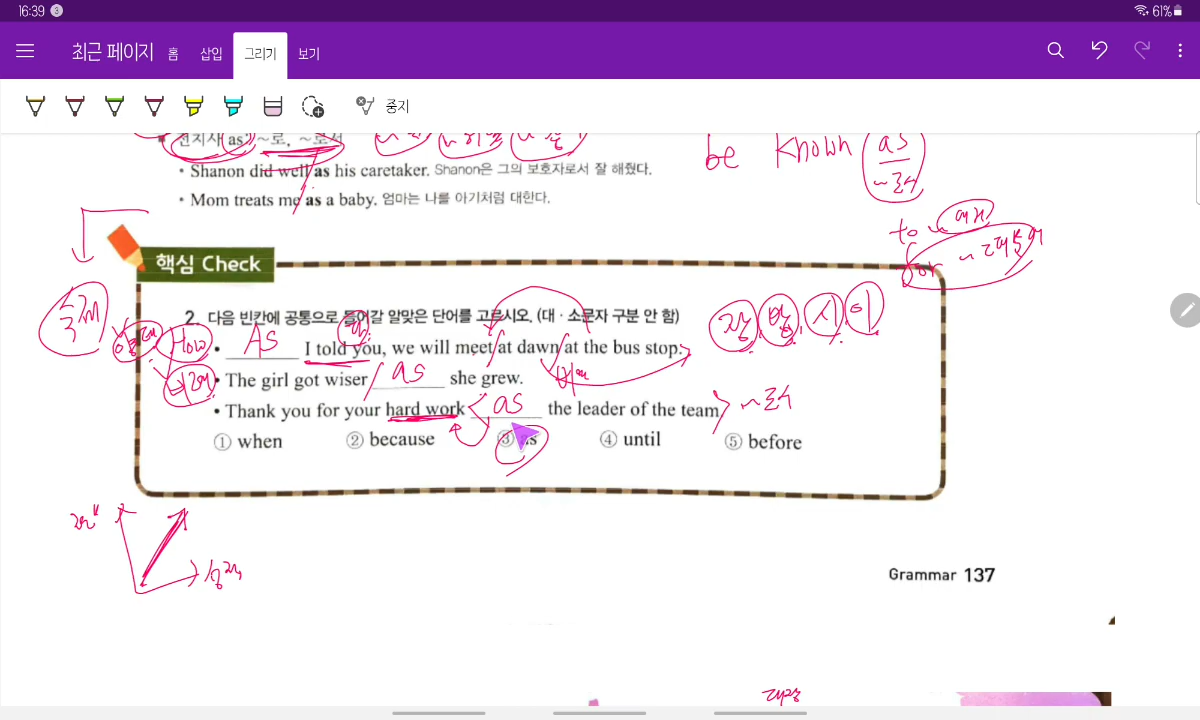 16:39 3 61%
최근 페이지 홈 삽입 그리기 보기
중지
전치사 as: ~로, ~로서
be known as
~로서
• Shanon did well as his caretaker. Shanon은 그의 보호자로서 잘 해줬다.
• Mom treats me as a baby. 엄마는 나를 아기처럼 대한다.
to
for
핵심 Check
2 다음 빈칸에 공통으로 들어갈 알맞은 단어를 고르시오. (대·소문자 구분 안 함)
장, 방, 시, 이
How
• As I told you, we will meet at dawn at the bus stop.
• The girl got wiser as she grew.
• Thank you for your hard work as the leader of the team. ~로서
① when ② because ③ as ④ until ⑤ before
Grammar 137